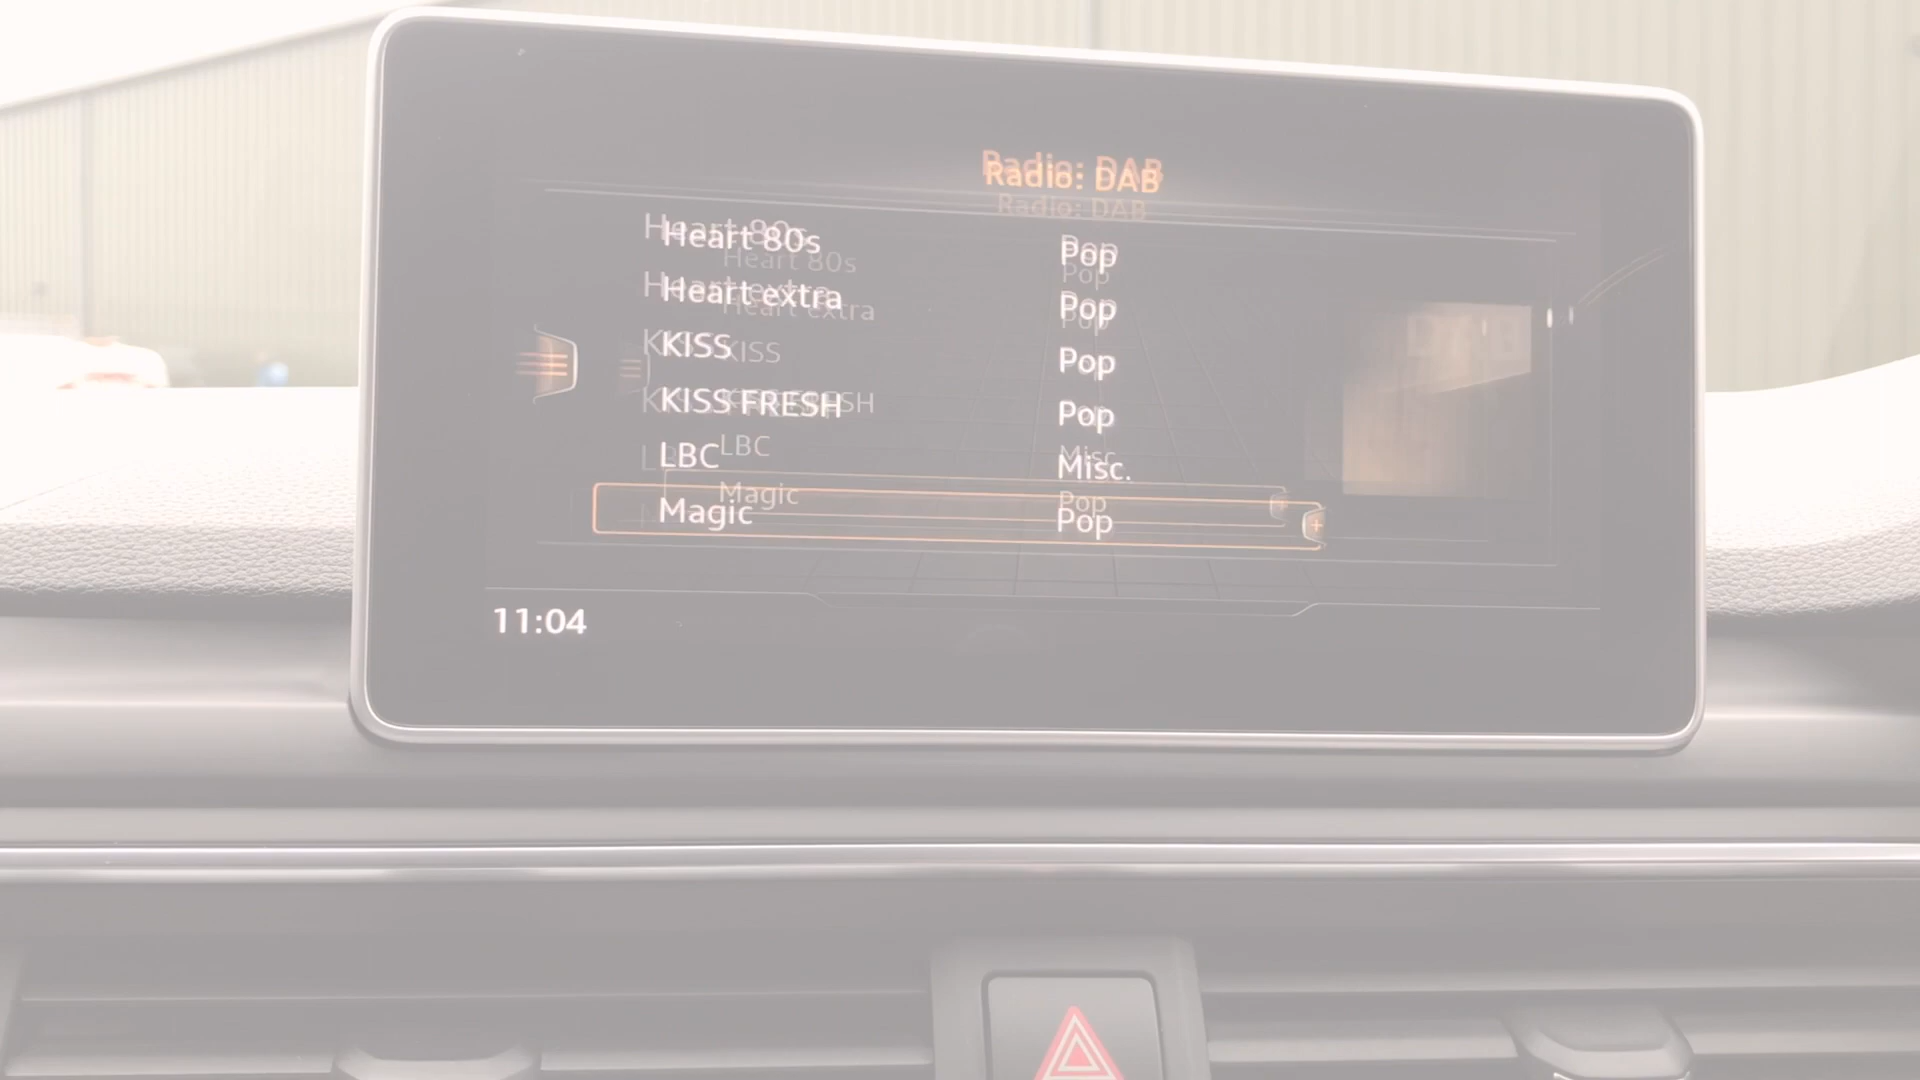 Radio: DAB
Heart 80s Pop
Heart extra Pop
KISS Pop
KISS FRESH Pop
LBC Misc.
Magic Pop
11:04